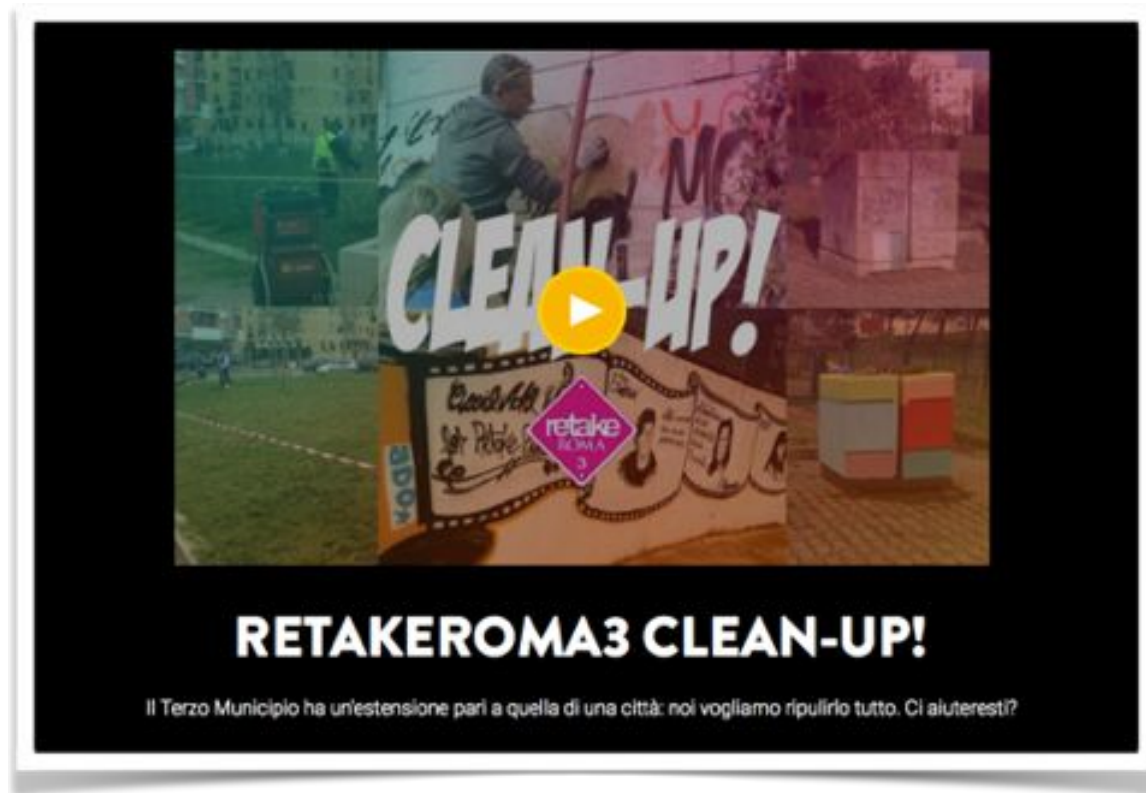 MC
CLEAN-UP!
retake
ROMA
3
RETAKEROMA3 CLEAN-UP!
Il Terzo Municipio ha un'estensione pari a quella di una città: noi vogliamo ripulirlo tutto. Ci aiuteresti?